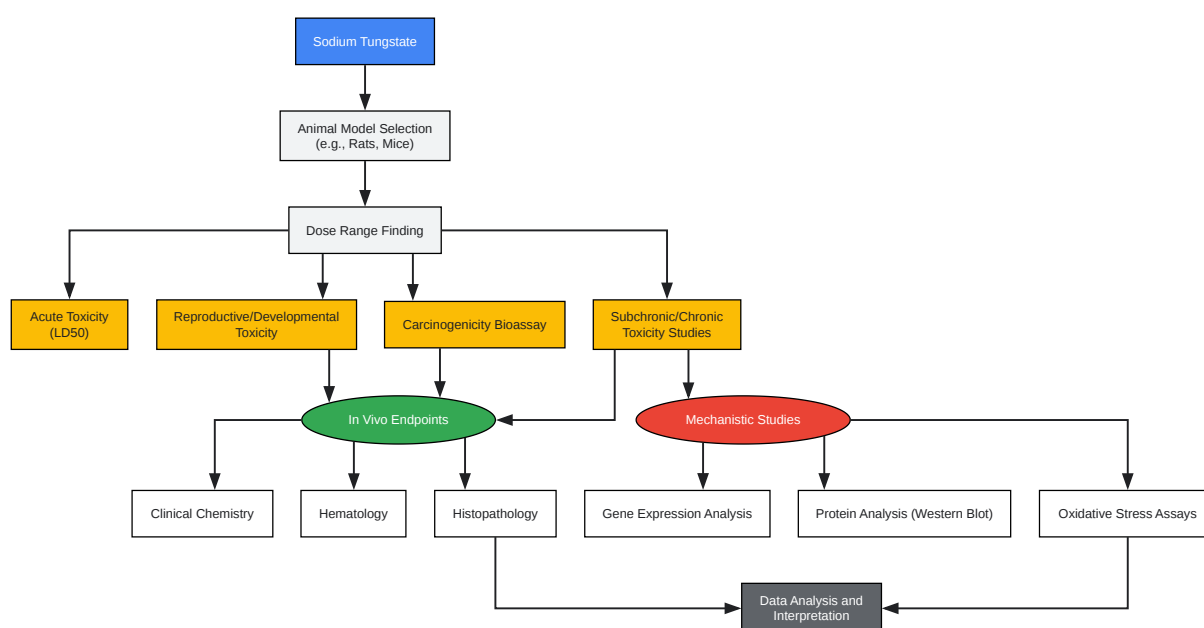 Sodium Tungstate
Animal Model Selection
(e.g., Rats, Mice)
Dose Range Finding
Acute Toxicity
(LD50)
Reproductive/Developmental
Toxicity
Carcinogenicity Bioassay
Subchronic/Chronic
Toxicity Studies
In Vivo Endpoints
Mechanistic Studies
Clinical Chemistry
Hematology
Histopathology
Gene Expression Analysis
Protein Analysis (Western Blot)
Oxidative Stress Assays
Data Analysis and
Interpretation